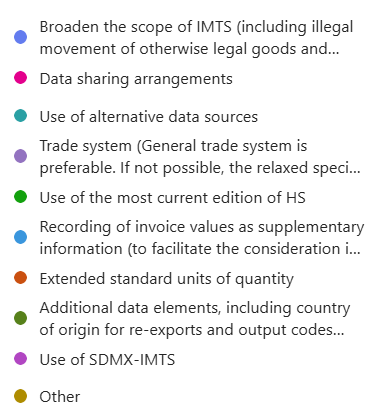 Broaden the scope of IMTS (including illegal
movement of otherwise legal goods and...
Data sharing arrangements
Use of alternative data sources
Trade system (General trade system is
preferable. If not possible, the relaxed speci...
Use of the most current edition of HS
Recording of invoice values as supplementary
information (to facilitate the consideration i...
Extended standard units of quantity
Additional data elements, including country
of origin for re-exports and output codes...
Use of SDMX-IMTS
Other